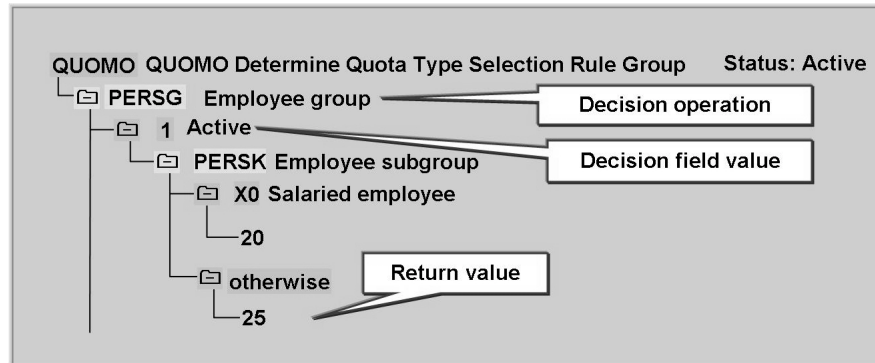 QUOMO QUOMO Determine Quota Type Selection Rule Group Status: Active
PERSG Employee group
Decision operation
1 Active
Decision field value
PERSK Employee subgroup
X0 Salaried employee
20
Return value
otherwise
25